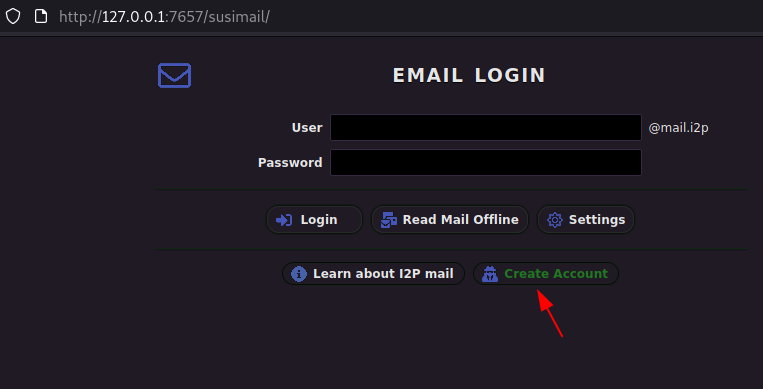 http://127.0.0.1:7657/susimail/
EMAIL LOGIN
User @mail.i2p
Password
Login Read Mail Offline Settings
Learn about I2P mail Create Account